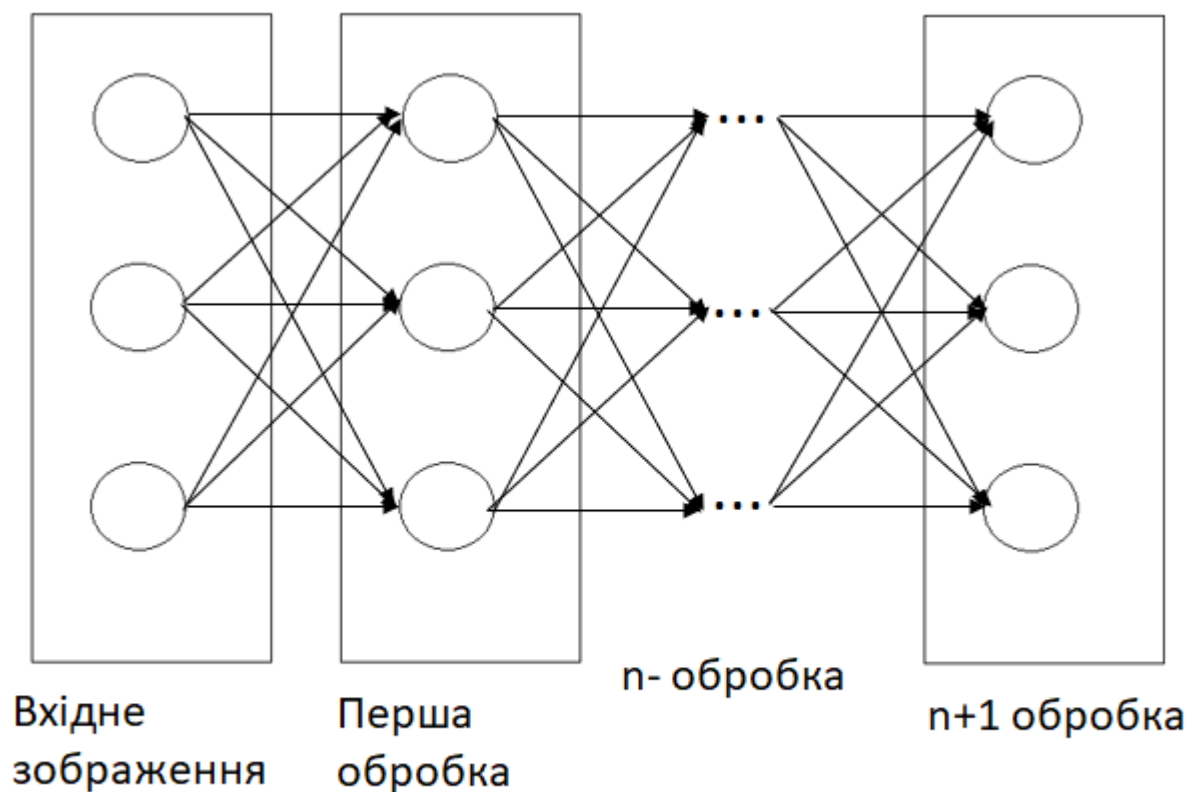 ...
...
...
Вхідне
зображення
Перша
обробка
n- обробка
n+1 обробка